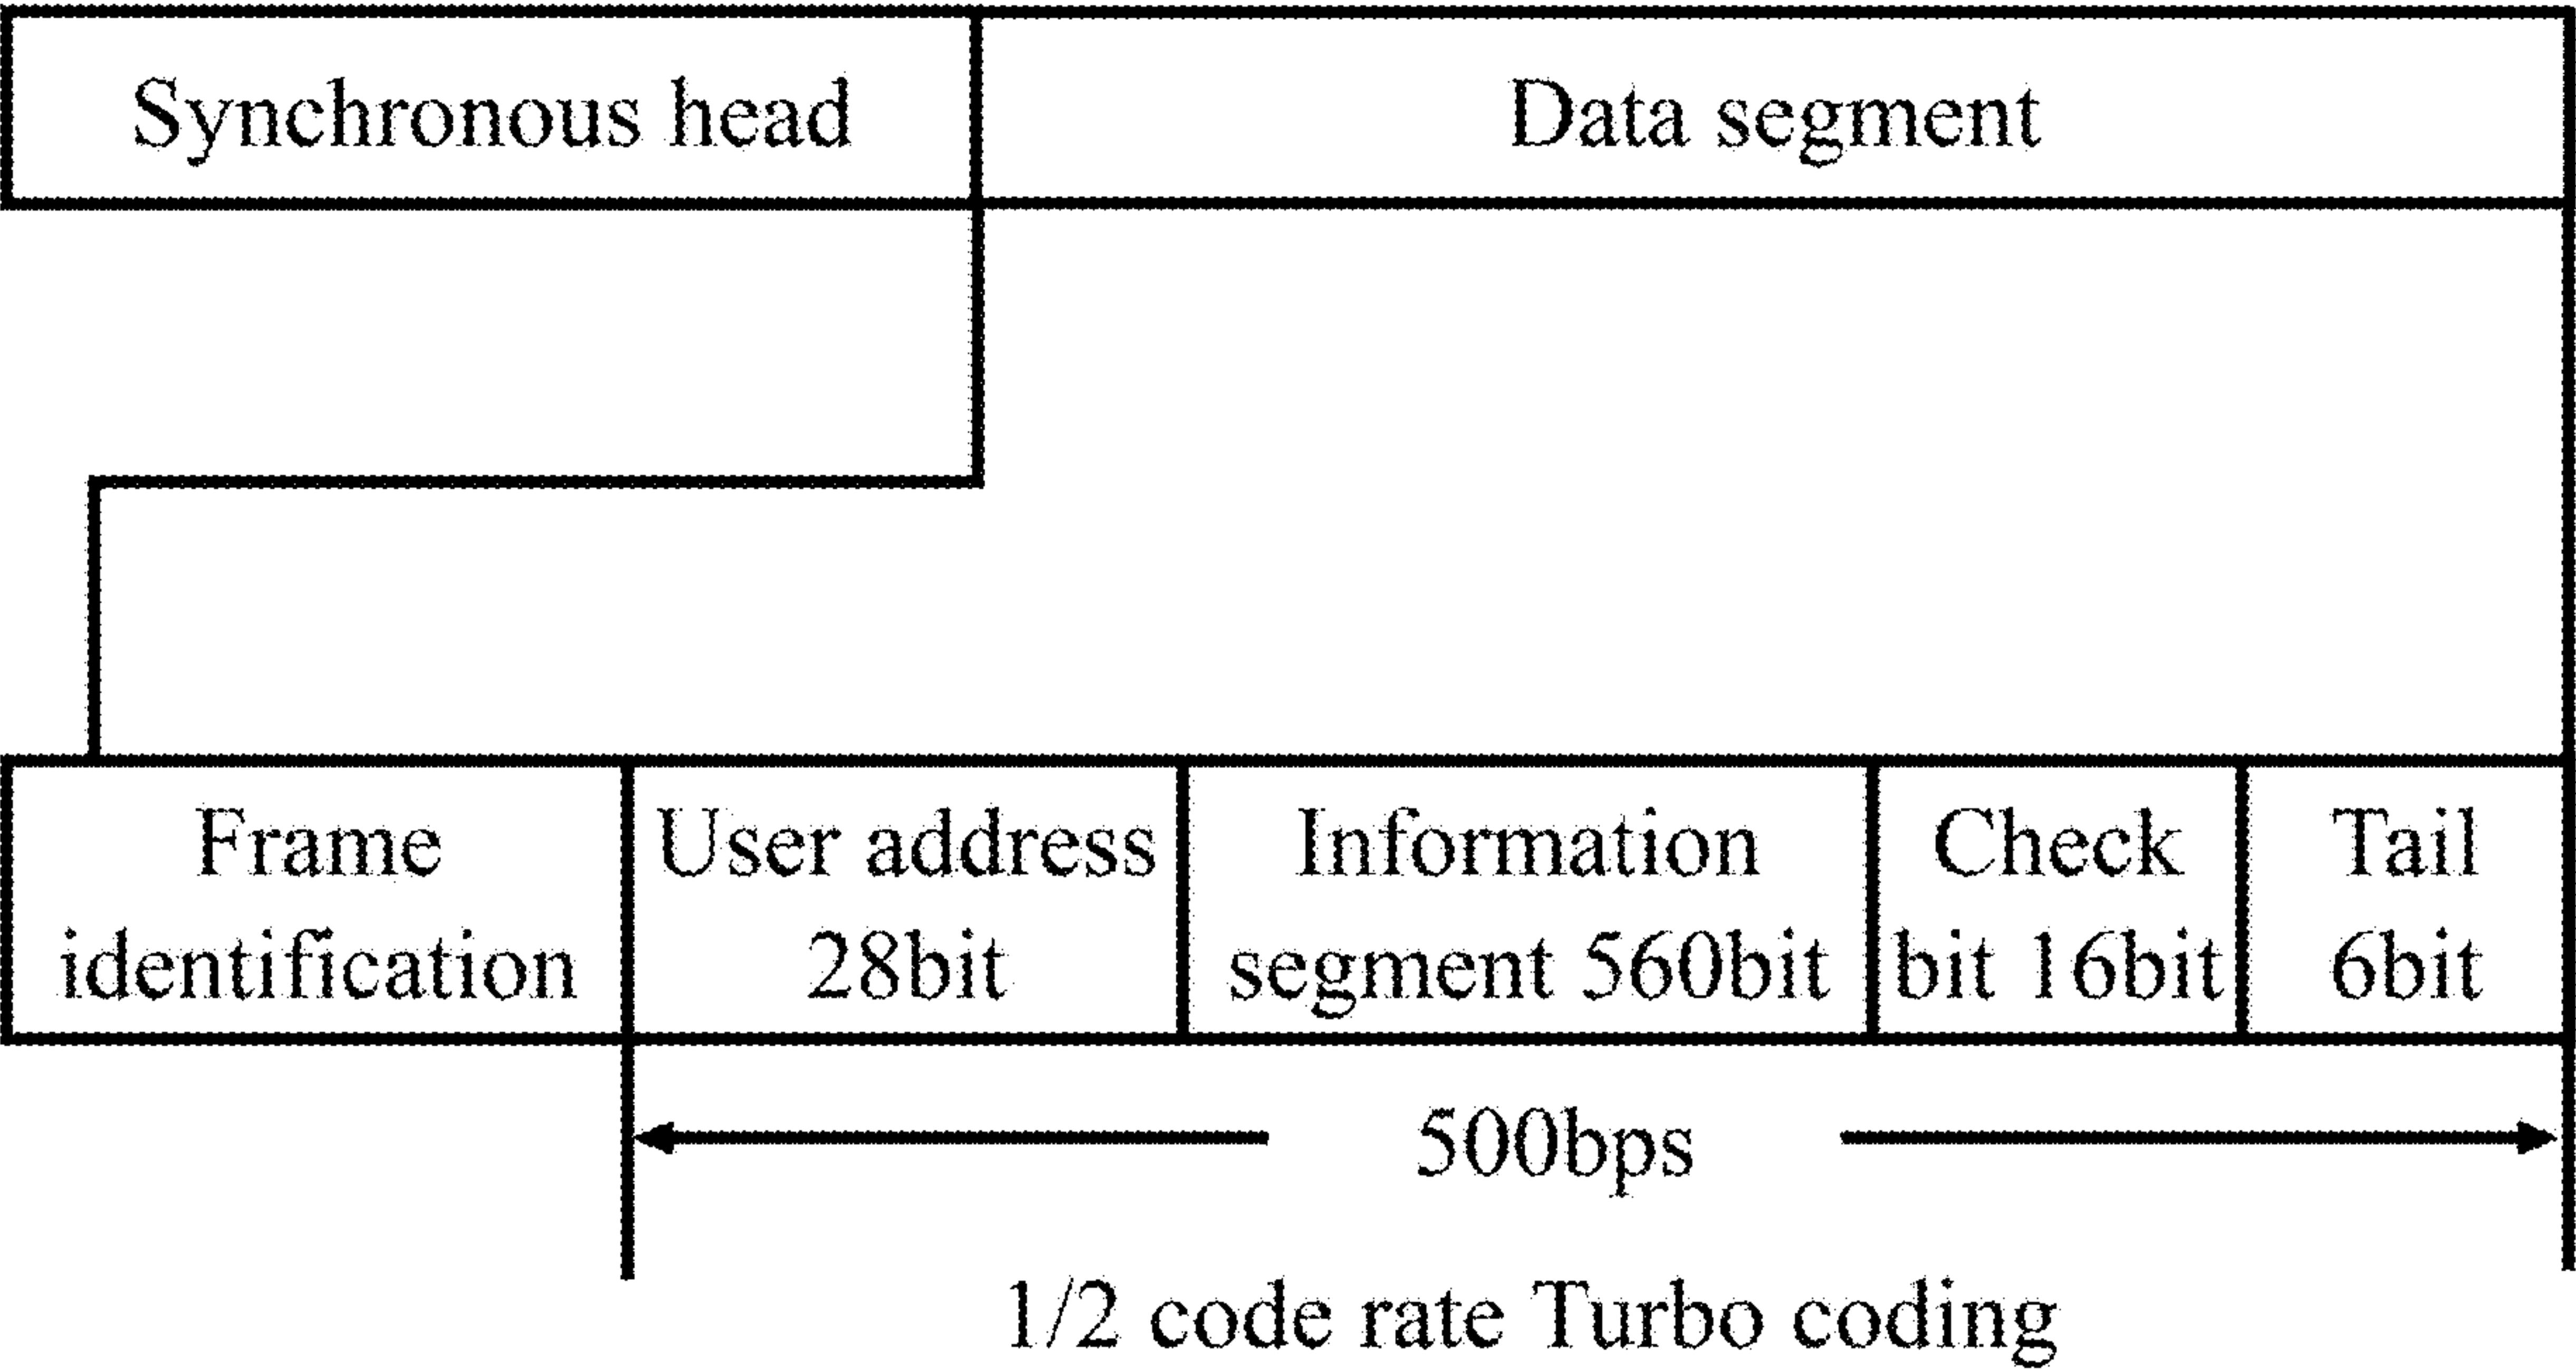 Synchronous head
Data segment
Frame
identification
User address
28bit
Information
segment 560bit
Check
bit 16bit
Tail
6bit
500bps
1/2 code rate Turbo coding